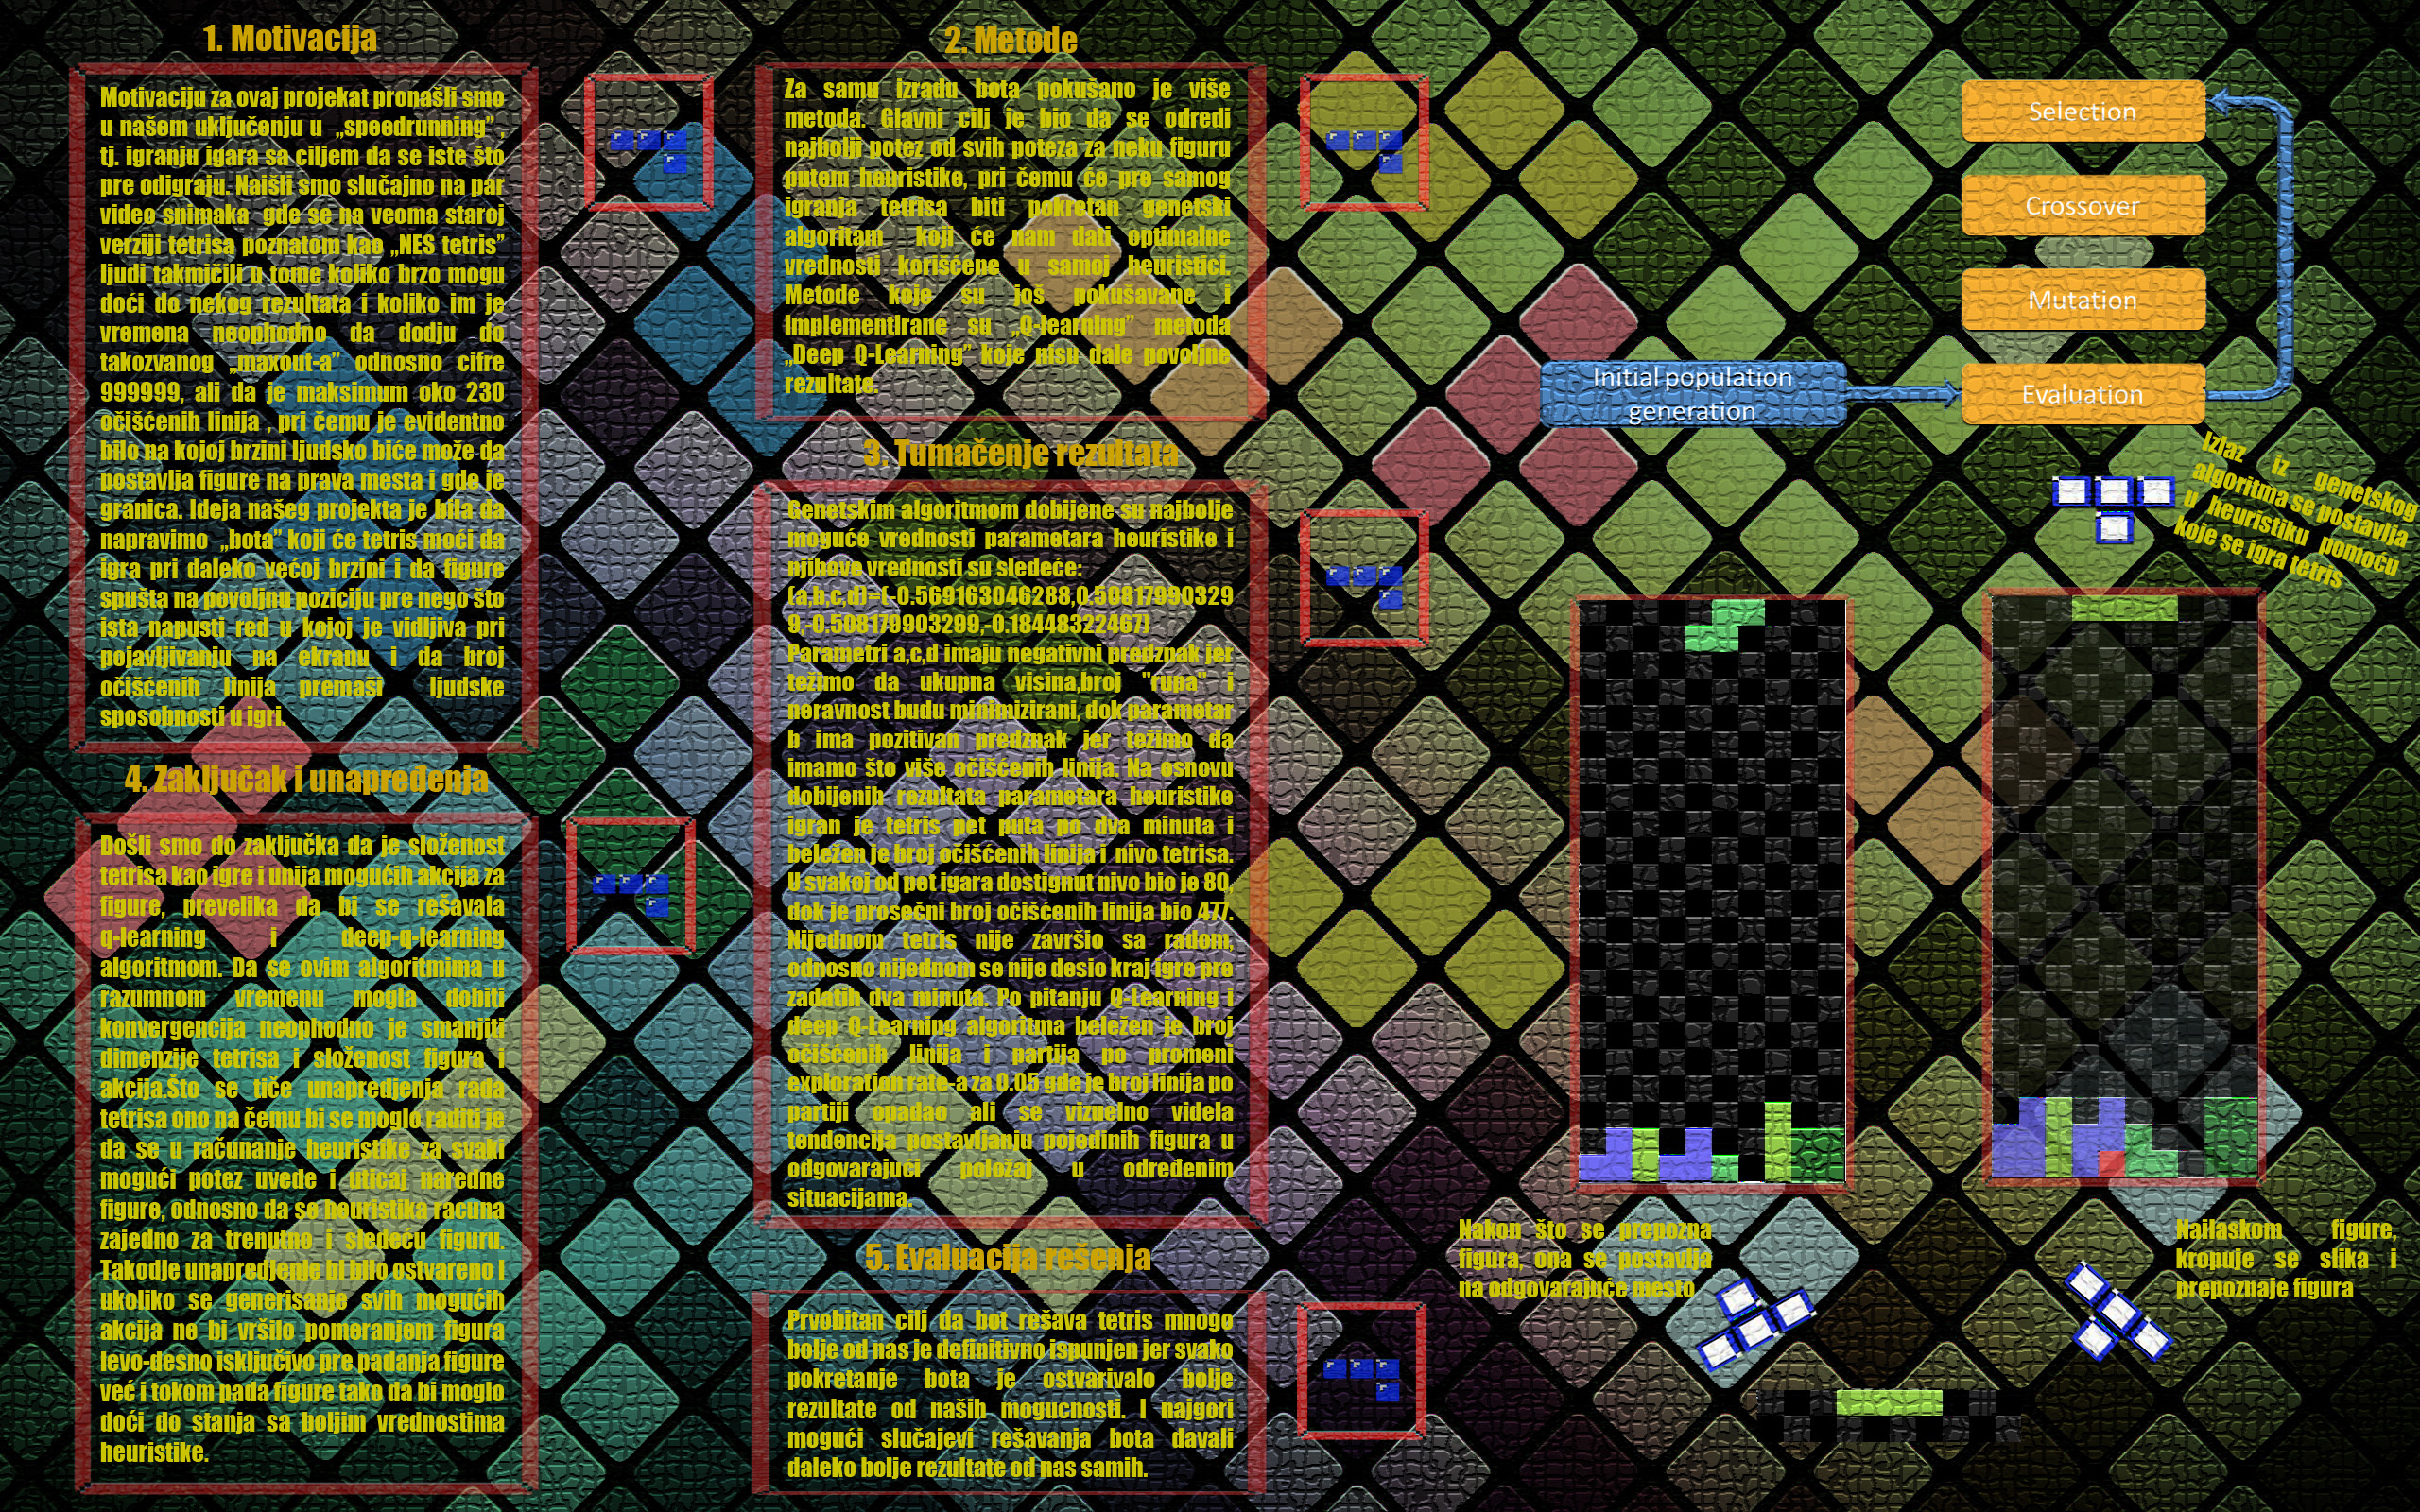 1. Motivacija
Motivaciju za ovaj projekat pronašli smo
u našem uključenju u „speedrunning” ,
tj. igranju igara sa ciljem da se iste što
pre odigraju. Naišli smo slučajno na par
video snimaka gde se na veoma staroj
verziji tetrisa poznatom kao „NES tetris”
ljudi takmičili u tome koliko brzo mogu
doći do nekog rezultata i koliko im je
vremena neophodno da dodju do
takozvanog „maxout-a” odnosno cifre
999999, ali da je maksimum oko 230
očišćenih linija , pri čemu je evidentno
bilo na kojoj brzini ljudsko biće može da
postavlja figure na prava mesta i gde je
granica. Ideja našeg projekta je bila da
napravimo „bota” koji će tetris moći da
igra pri daleko većoj brzini i da figure
spušta na povoljnu poziciju pre nego što
ista napusti red u kojoj je vidljiva pri
pojavljivanju na ekranu i da broj
očišćenih linija premaši ljudske
sposobnosti u igri.
4. Zaključak i unapređenja
Došli smo do zaključka da je složenost
tetrisa kao igre i unija mogućih akcija za
figure, prevelika da bi se rešavala
q-learning i deep-q-learning
algoritmom. Da se ovim algoritmima u
razumnom vremenu mogla dobiti
konvergencija neophodno je smanjiti
dimenzije tetrisa i složenost figura i
akcija.Što se tiče unapredjenja rada
tetrisa ono na čemu bi se moglo raditi je
da se u računanje heuristike za svaki
mogući potez uvede i uticaj naredne
figure, odnosno da se heuristika racuna
zajedno za trenutno i sledeću figuru.
Takodje unapredjenje bi bilo ostvareno i
ukoliko se generisanje svih mogućih
akcija ne bi vršilo pomeranjem figura
levo-desno isključivo pre padanja figure
već i tokom pada figure tako da bi moglo
doći do stanja sa boljim vrednostima
heuristike.
2. Metode
Za samu izradu bota pokušano je više
metoda. Glavni cilj je bio da se odredi
najbolji potez od svih poteza za neku figuru
putem heuristike, pri čemu će pre samog
igranja tetrisa biti pokretan genetski
algoritam koji će nam dati optimalne
vrednosti korišćene u samoj heuristici.
Metode koje su još pokušavane i
implementirane su „Q-learning” metoda
„Deep Q-Learning” koje nisu dale povoljne
rezultate.
3. Tumačenje rezultata
Genetskim algoritmom dobijene su najbolje
moguće vrednosti parametara heuristike i
njihove vrednosti su sledeće:
(a,b,c,d)=(-0.569163046288,0.50817990329
9,-0.508179903299,-0.18448322467)
Parametri a,c,d imaju negativni predznak jer
težimo da ukupna visina,broj "rupa" i
neravnost budu minimizirani, dok parametar
b ima pozitivan predznak jer težimo da
imamo što više očišćenih linija. Na osnovu
dobijenih rezultata parametara heuristike
igran je tetris pet puta po dva minuta i
beležen je broj očišćenih linija i nivo tetrisa.
U svakoj od pet igara dostignut nivo bio je 80,
dok je prosečni broj očišćenih linija bio 477.
Nijednom tetris nije završio sa radom,
odnosno nijednom se nije desio kraj igre pre
zadatih dva minuta. Po pitanju Q-Learning i
deep Q-Learning algoritma beležen je broj
očišćenih linija i partija po promeni
exploration rate-a za 0.05 gde je broj linija po
partiji opadao ali se vizuelno videla
tendencija postavljanju pojedinih figura u
odgovarajući položaj u određenim
situacijama.
5. Evaluacija rešenja
Prvobitan cilj da bot rešava tetris mnogo
bolje od nas je definitivno ispunjen jer svako
pokretanje bota je ostvarivalo bolje
rezultate od naših mogucnosti. I najgori
mogući slučajevi rešavanja bota davali
daleko bolje rezultate od nas samih.
Selection
Crossover
Mutation
Initial population
generation
Evaluation
Izlaz iz genetskog
algoritma se postavlja
u heuristiku pomoću
koje se igra tetris
Nakon što se prepozna
figura, ona se postavlja
na odgovarajuće mesto
Nailaskom figure,
kropuje se slika i
prepoznaje figura